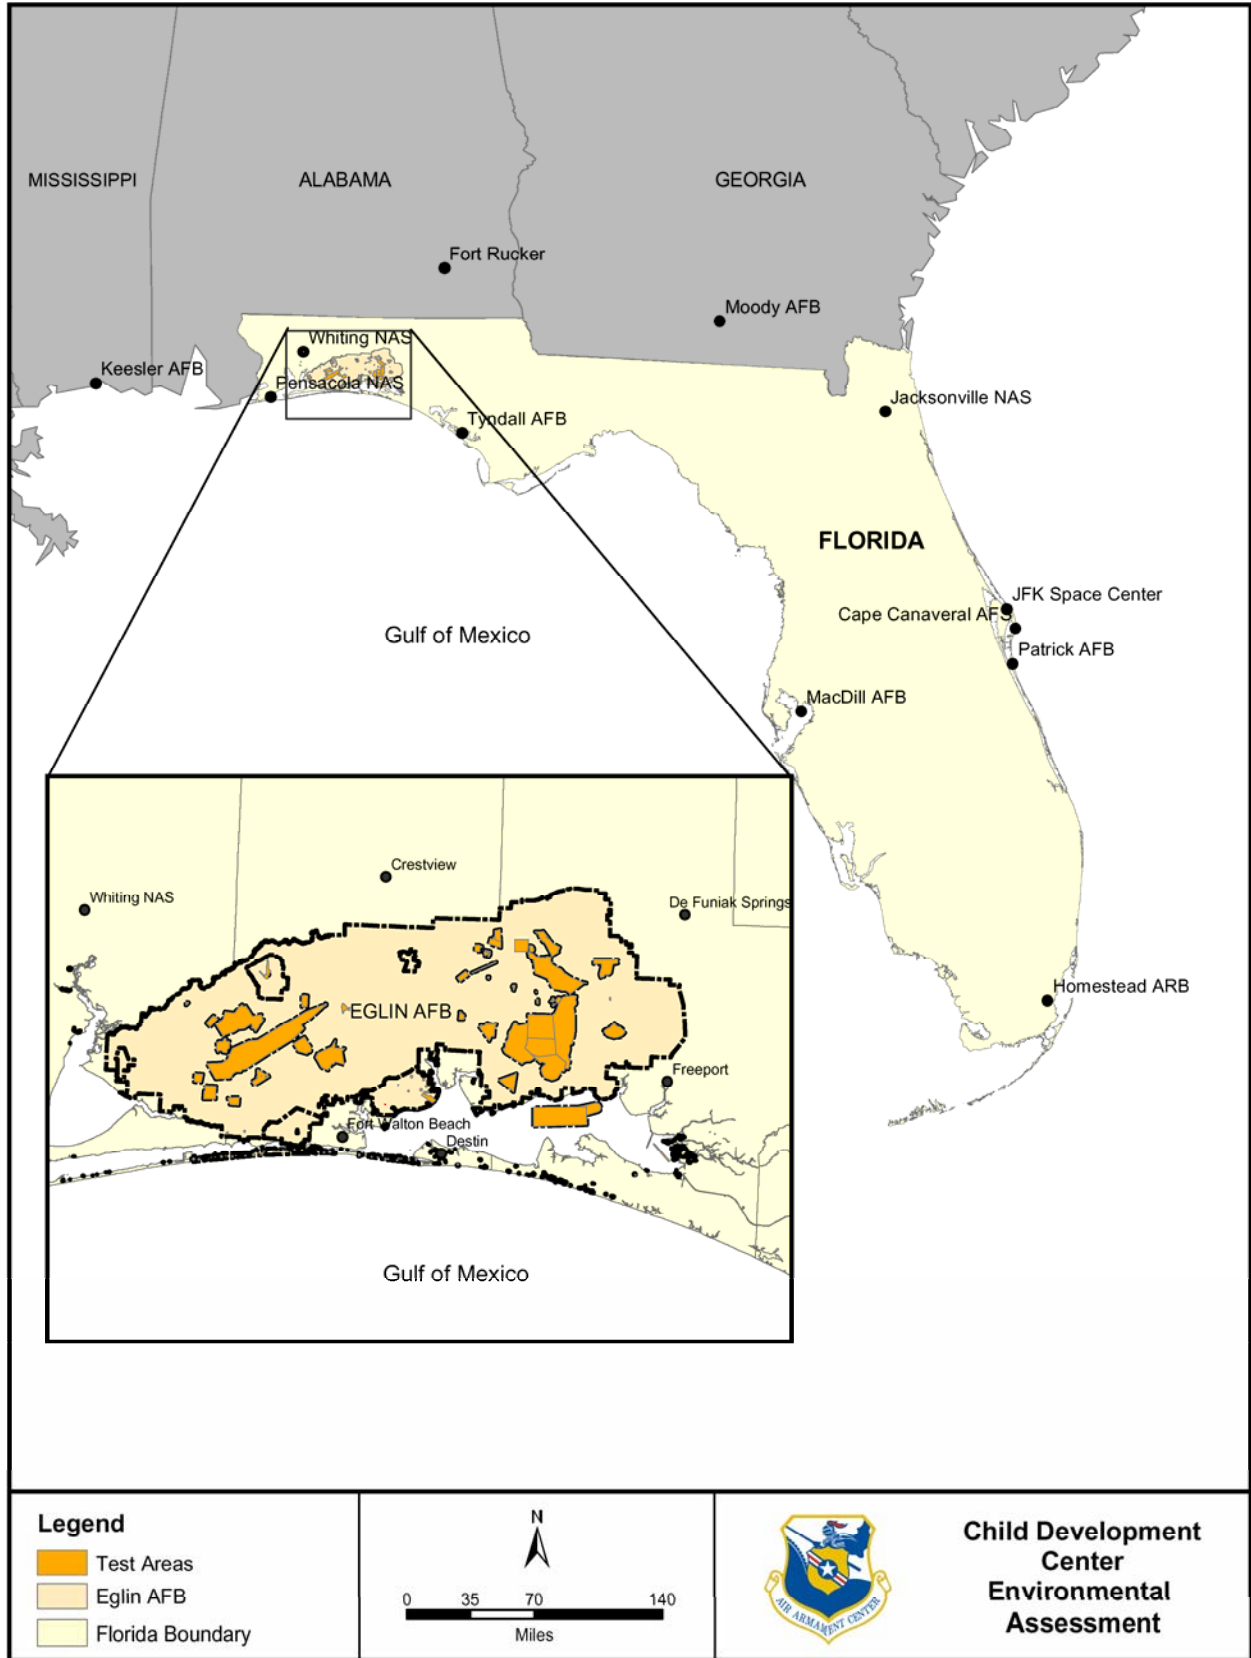 MISSISSIPPI
ALABAMA
GEORGIA
Fort Rucker
Moody AFB
Whiting NAS
Keesler AFB
Pensacola NAS
Tyndall AFB
Jacksonville NAS
FLORIDA
JFK Space Center
Cape Canaveral AFS
Patrick AFB
Gulf of Mexico
MacDill AFB
Homestead ARB
Crestview
Whiting NAS
De Funiak Springs
EGLIN AFB
Freeport
Fort Walton Beach
Destin
Gulf of Mexico
Legend
Test Areas
Eglin AFB
Florida Boundary
N
0 35 70 140
Miles
AIR ARMAMENT CENTER
Child Development
Center
Environmental
Assessment